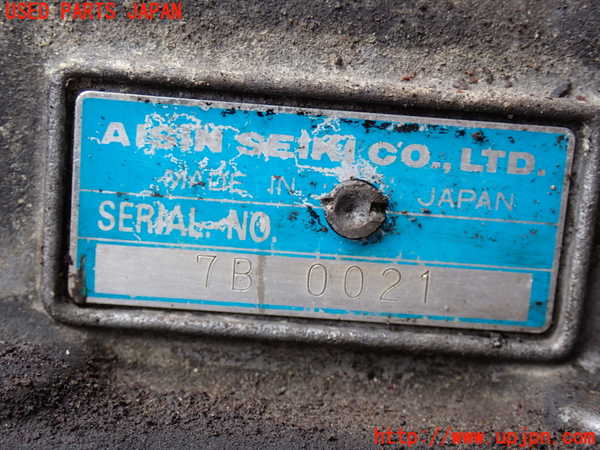 USED PARTS JAPAN
AISIN SEIKI CO., LTD.
MADE IN JAPAN
SERIAL NO.
7B 0021
http://www.upjpn.com/